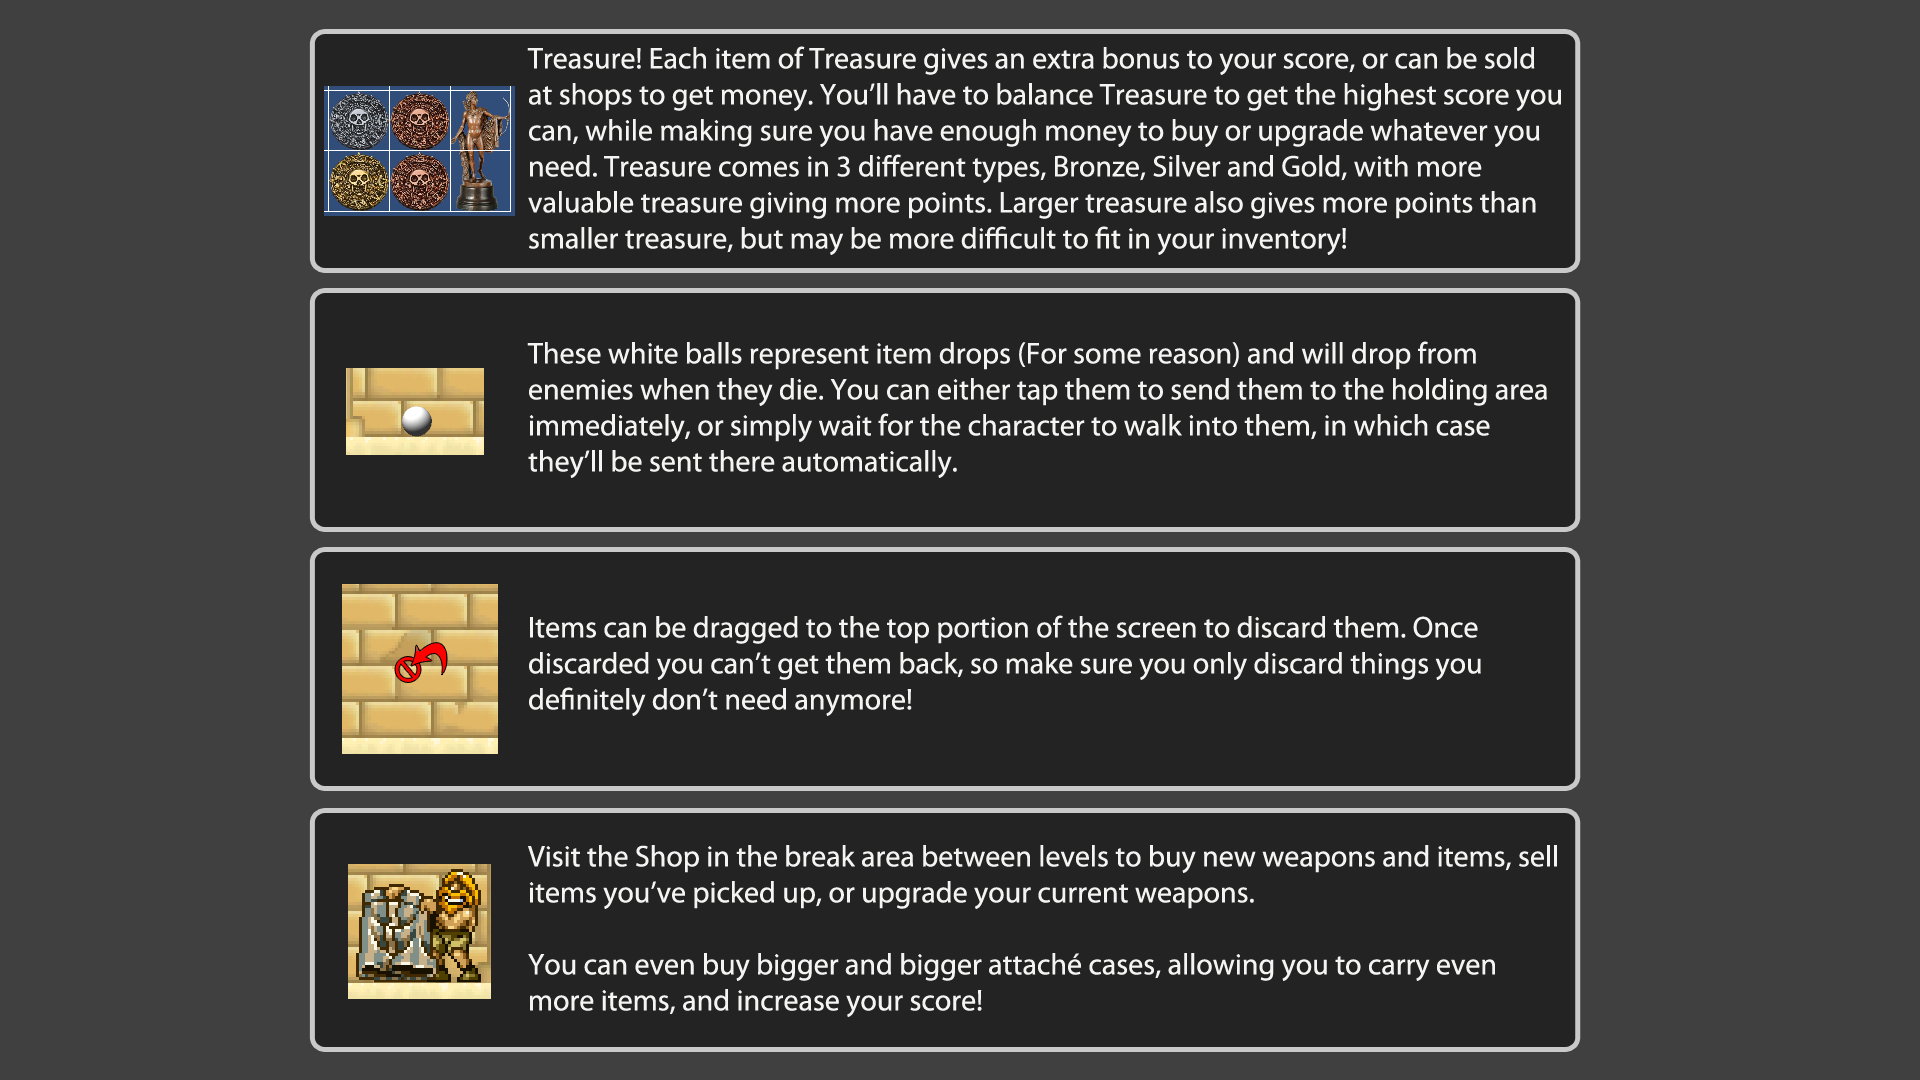 Treasure! Each item of Treasure gives an extra bonus to your score, or can be sold
at shops to get money. You’ll have to balance Treasure to get the highest score you
can, while making sure you have enough money to buy or upgrade whatever you
need. Treasure comes in 3 different types, Bronze, Silver and Gold, with more
valuable treasure giving more points. Larger treasure also gives more points than
smaller treasure, but may be more difficult to fit in your inventory!
These white balls represent item drops (For some reason) and will drop from
enemies when they die. You can either tap them to send them to the holding area
immediately, or simply wait for the character to walk into them, in which case
they’ll be sent there automatically.
Items can be dragged to the top portion of the screen to discard them. Once
discarded you can’t get them back, so make sure you only discard things you
definitely don’t need anymore!
Visit the Shop in the break area between levels to buy new weapons and items, sell
items you’ve picked up, or upgrade your current weapons.
You can even buy bigger and bigger attaché cases, allowing you to carry even
more items, and increase your score!